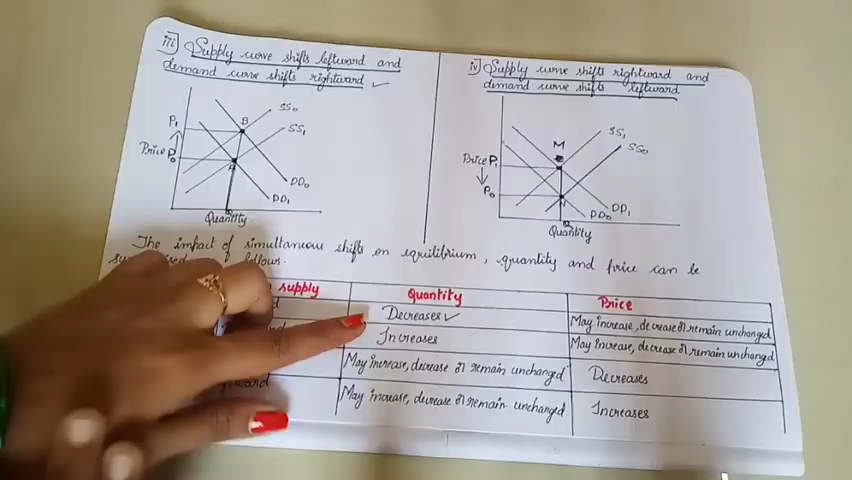 iii) Supply curve shifts leftward and
demand curve shifts rightward ✓
P1
Price P0
B
A
SS0
SS1
DD0
DD1
Quantity
iv) Supply curve shifts rightward and
demand curve shifts leftward
M
Price P1
P0
SS1
SS0
DD1
DD0
Quantity
The impact of simultaneous shifts on equilibrium, quantity and price can be
follows.
supply Quantity Price
Decreases ✓ May increase, decrease or remain unchanged
Increases May increase, decrease or remain unchanged
May increase, decrease or remain unchanged Decreases
ward May increase, decrease or remain unchanged Increases